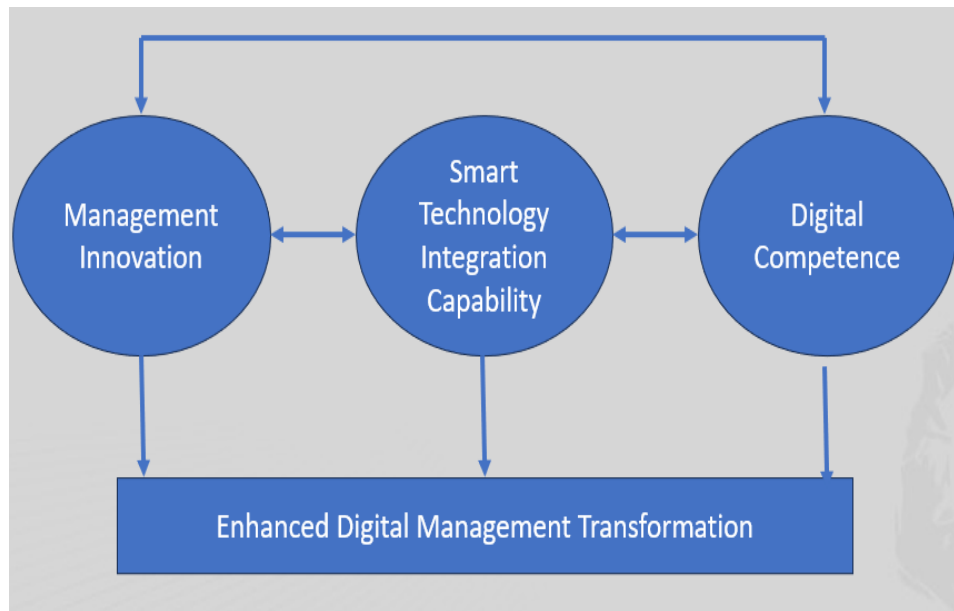 Management
Innovation
Smart
Technology
Integration
Capability
Digital
Competence
Enhanced Digital Management Transformation